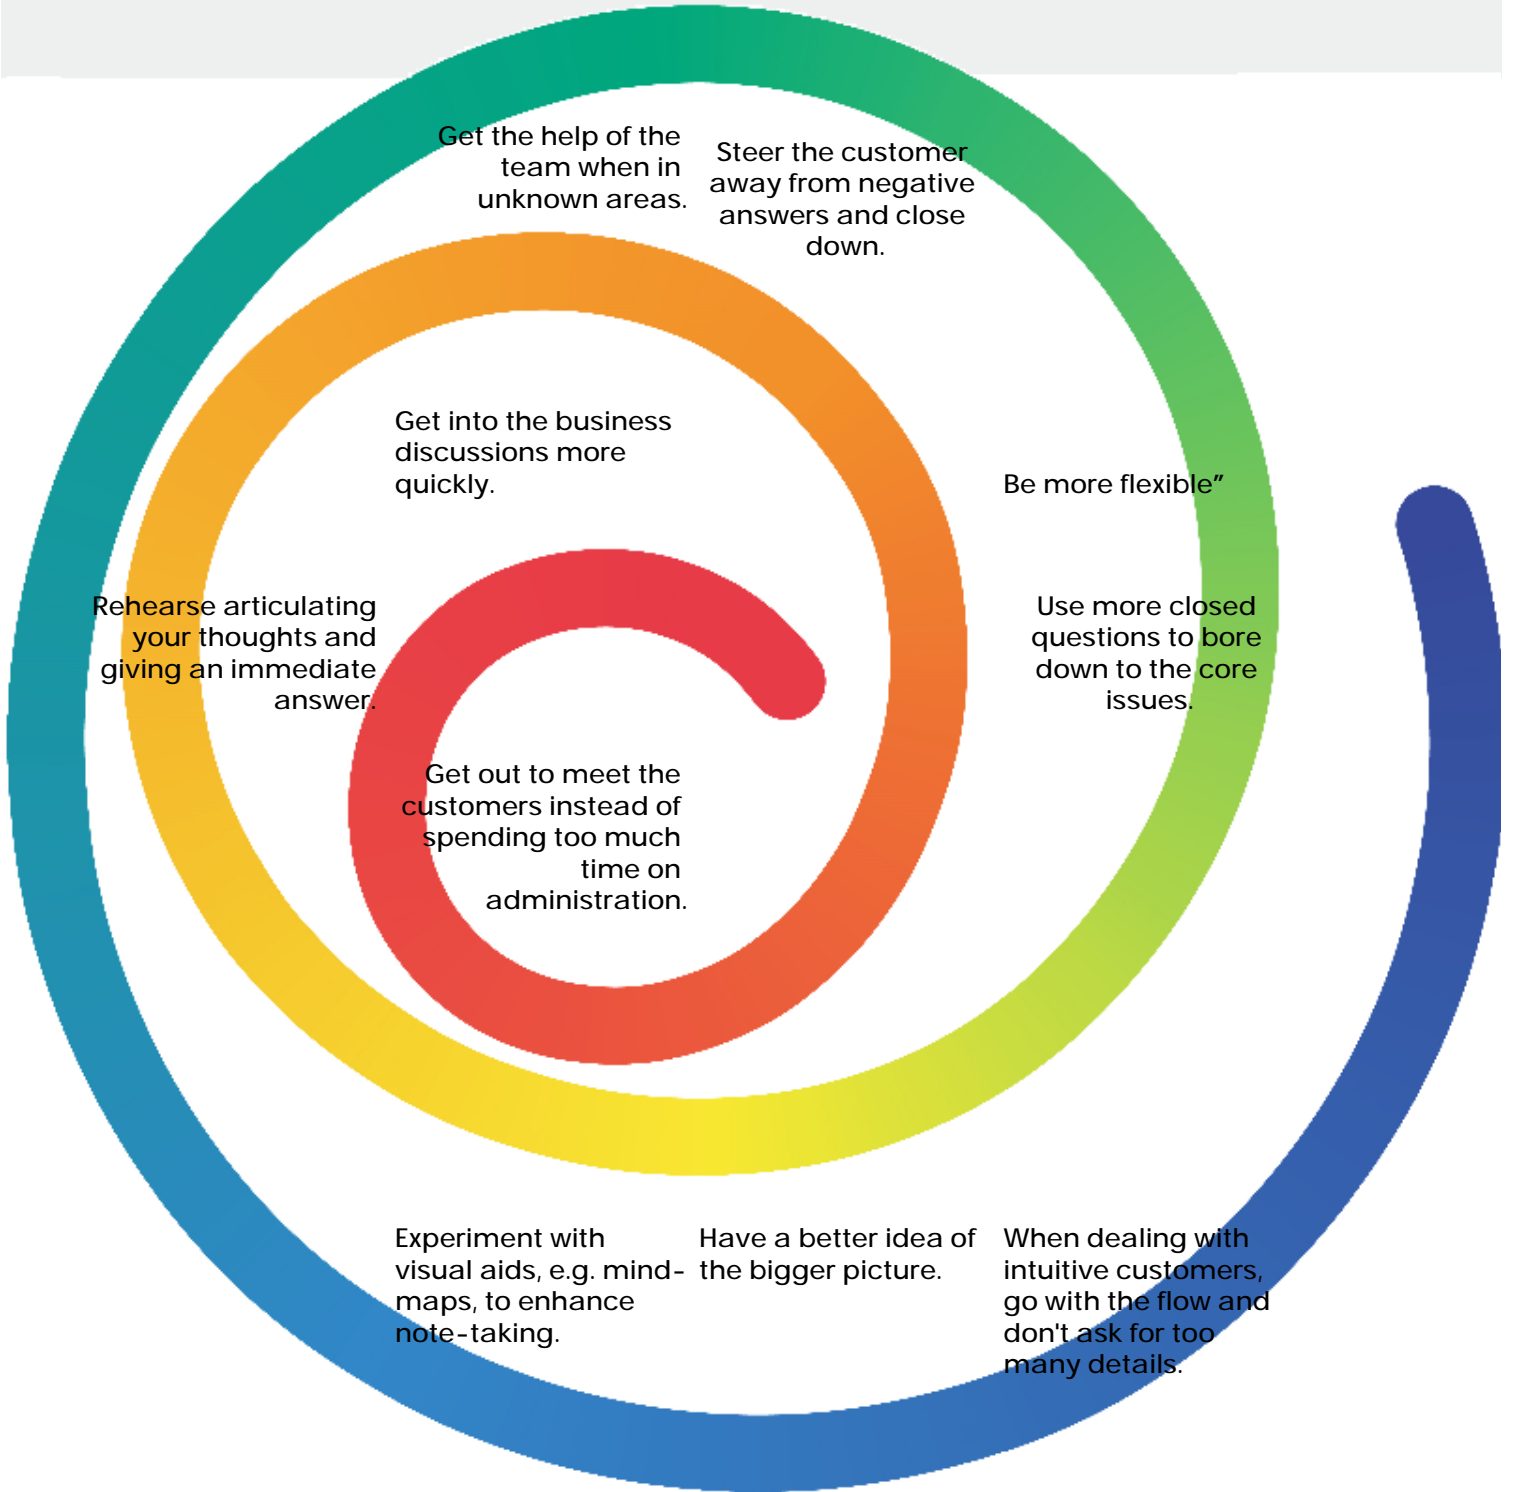 Get the help of the
team when in
unknown areas.
Steer the customer
away from negative
answers and close
down.
Get into the business
discussions more
quickly.
Be more flexible”
Rehearse articulating
your thoughts and
giving an immediate
answer.
Use more closed
questions to bore
down to the core
issues.
Get out to meet the
customers instead of
spending too much
time on
administration.
Experiment with
visual aids, e.g. mind-
maps, to enhance
note-taking.
Have a better idea of
the bigger picture.
When dealing with
intuitive customers,
go with the flow and
don't ask for too
many details.